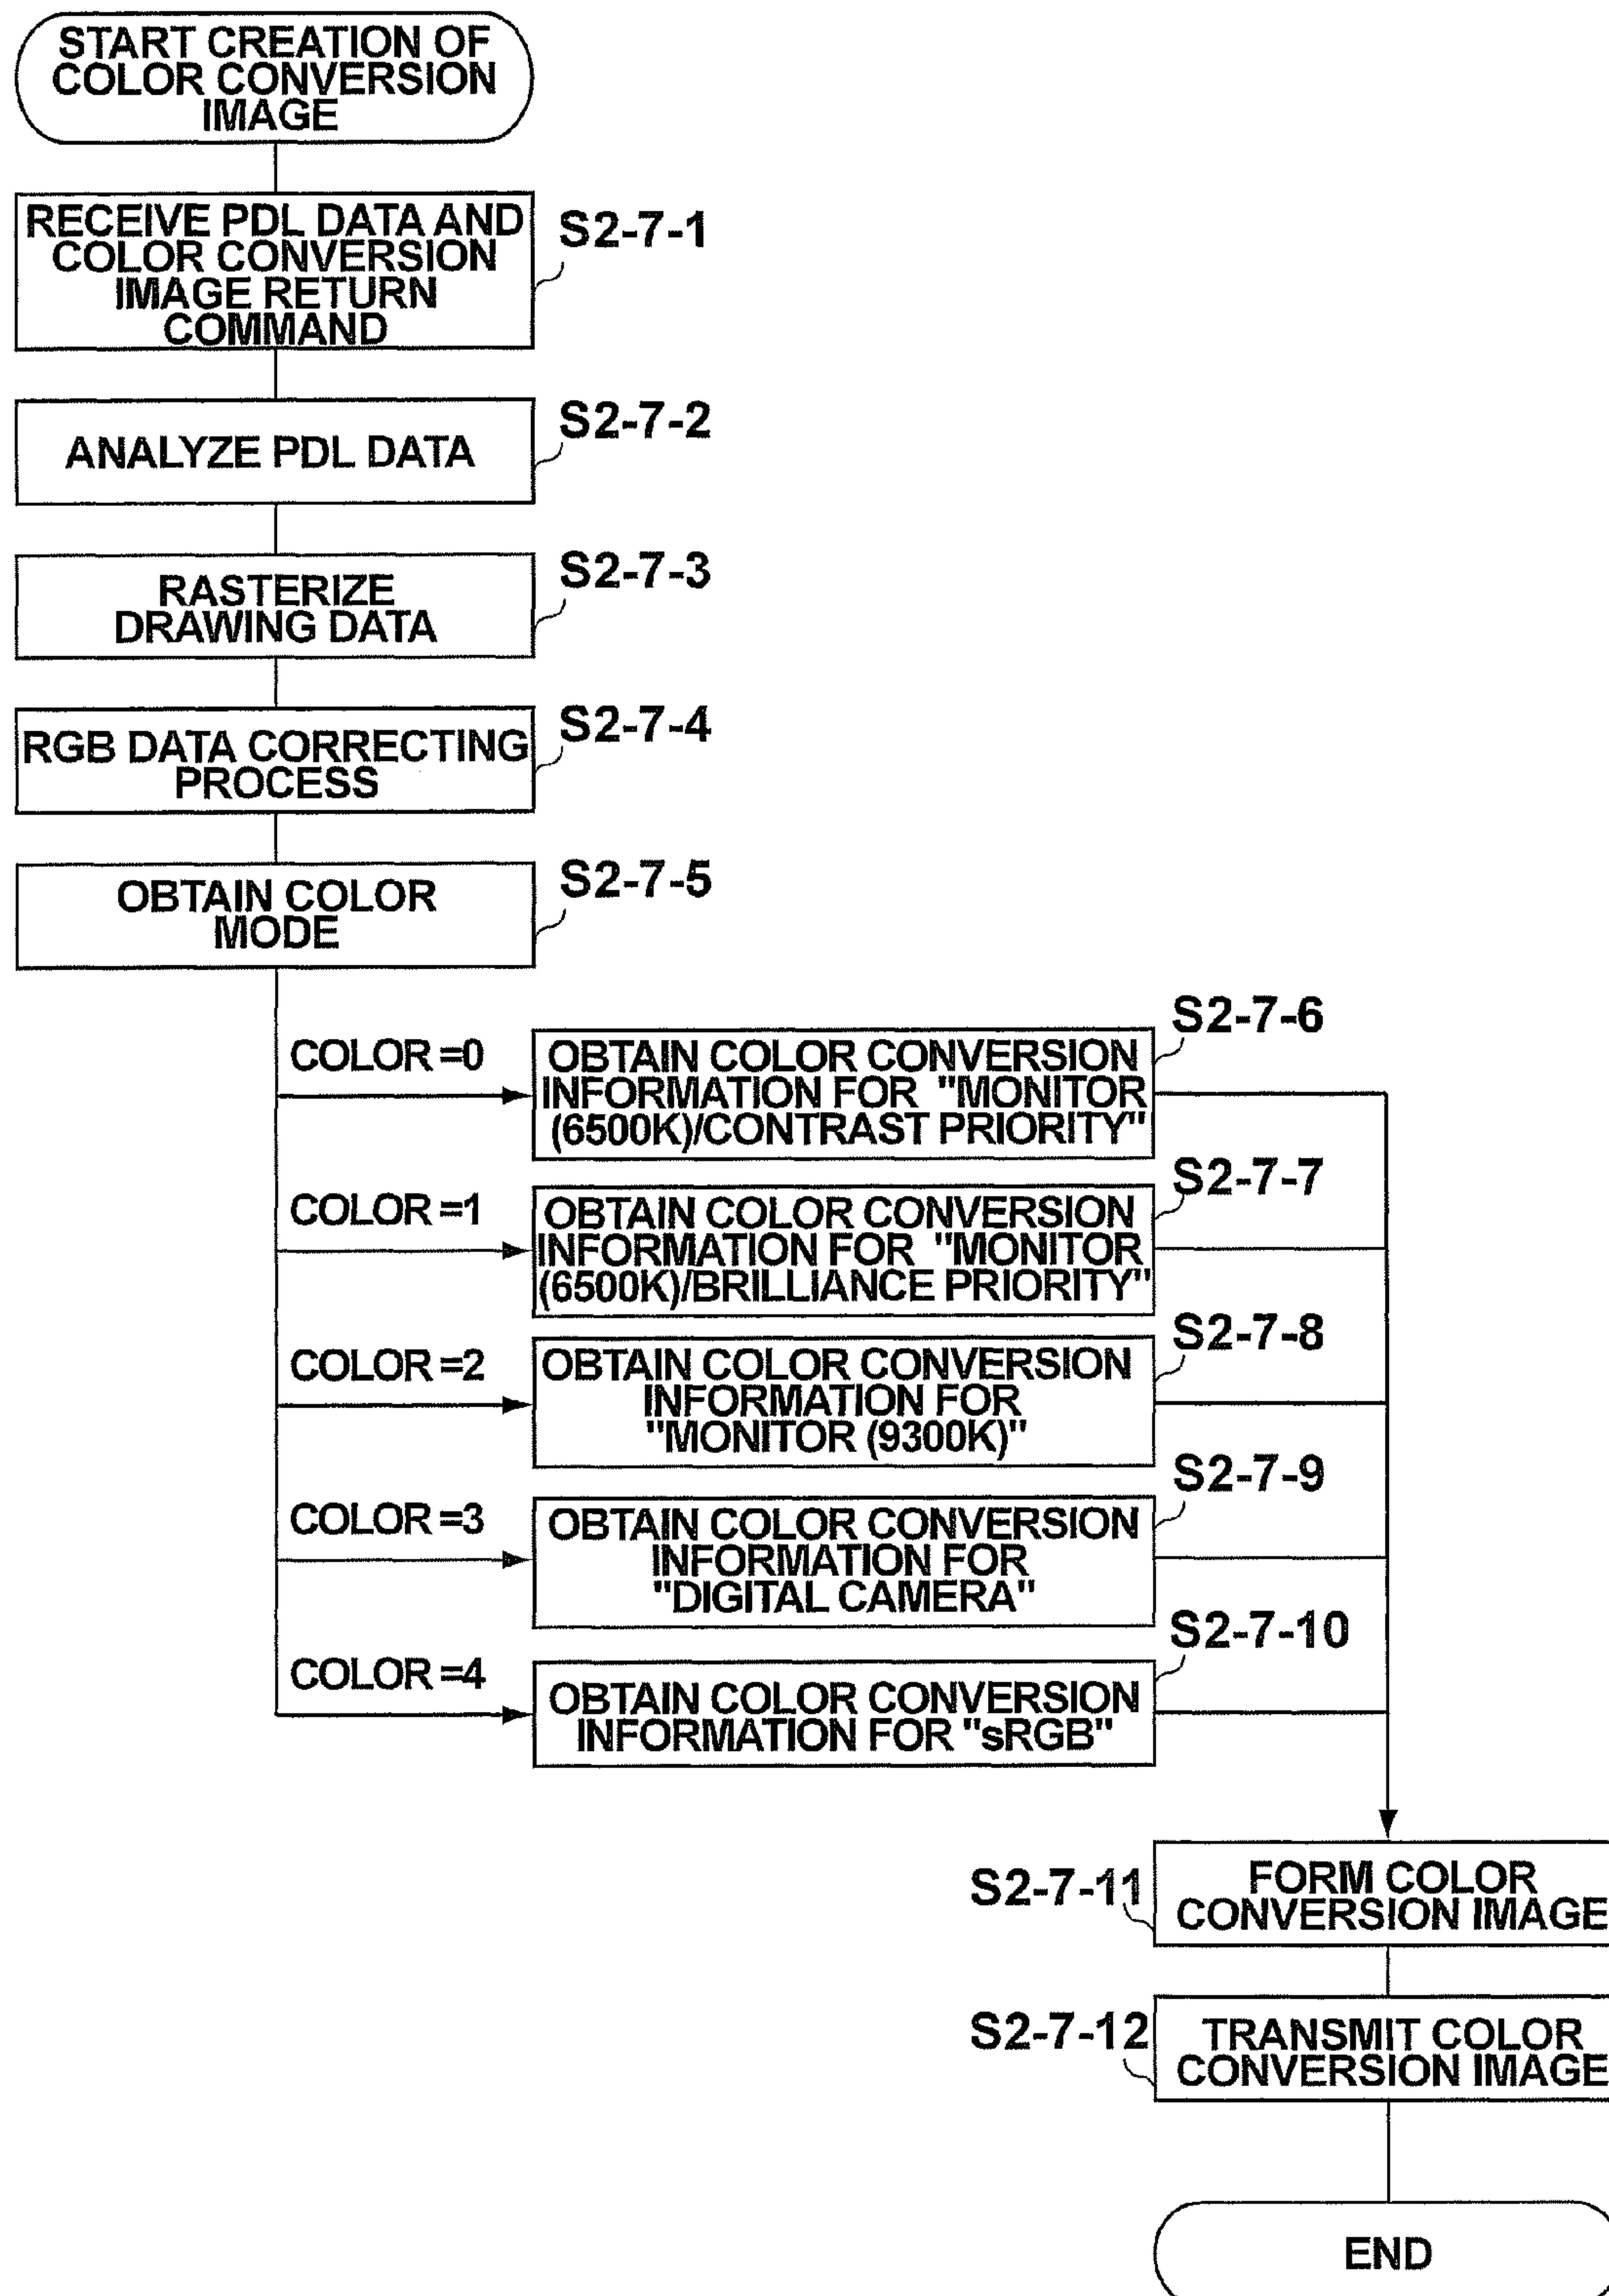 START CREATION OF
COLOR CONVERSION
IMAGE
RECEIVE PDL DATA AND
COLOR CONVERSION
IMAGE RETURN
COMMAND
S2-7-1
ANALYZE PDL DATA
S2-7-2
RASTERIZE
DRAWING DATA
S2-7-3
RGB DATA CORRECTING
PROCESS
S2-7-4
OBTAIN COLOR
MODE
S2-7-5
COLOR =0
OBTAIN COLOR CONVERSION
INFORMATION FOR "MONITOR
(6500K)/CONTRAST PRIORITY"
S2-7-6
COLOR =1
OBTAIN COLOR CONVERSION
INFORMATION FOR "MONITOR
(6500K)/BRILLIANCE PRIORITY"
S2-7-7
COLOR =2
OBTAIN COLOR CONVERSION
INFORMATION FOR
"MONITOR (9300K)"
S2-7-8
COLOR =3
OBTAIN COLOR CONVERSION
INFORMATION FOR
"DIGITAL CAMERA"
S2-7-9
COLOR =4
OBTAIN COLOR CONVERSION
INFORMATION FOR "sRGB"
S2-7-10
S2-7-11
FORM COLOR
CONVERSION IMAGE
S2-7-12
TRANSMIT COLOR
CONVERSION IMAGE
END